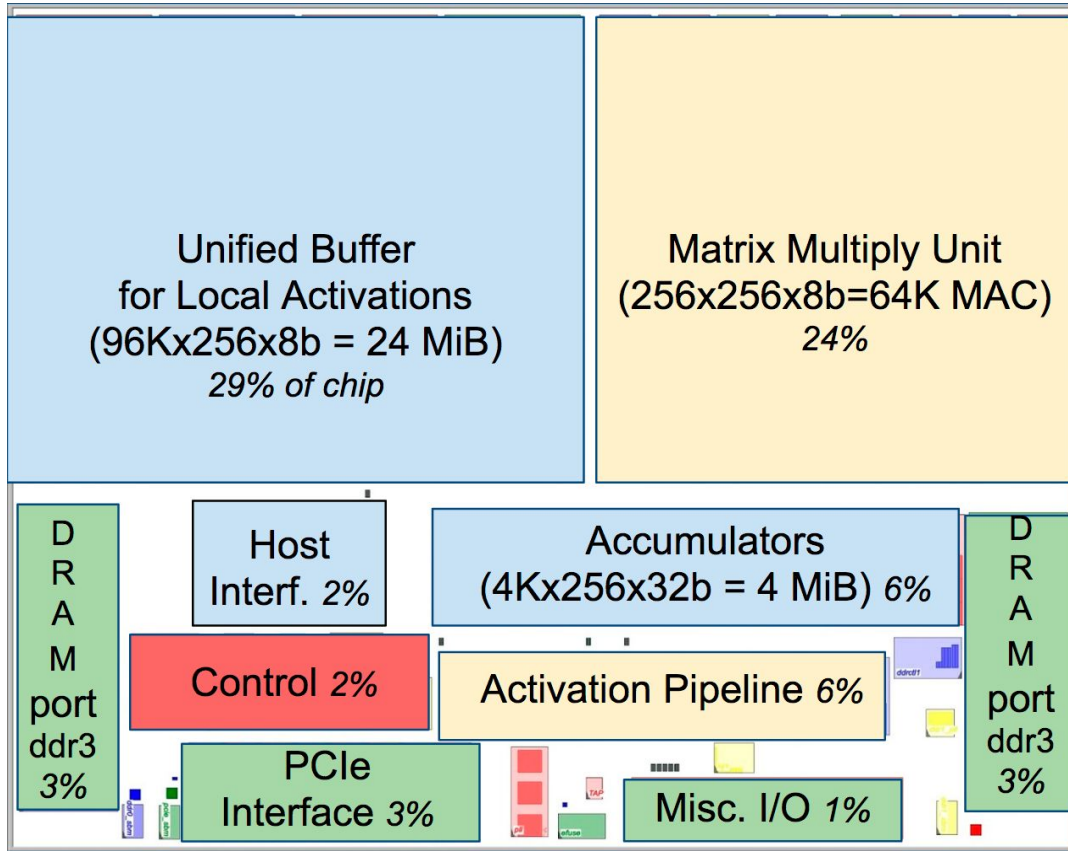 Unified Buffer
for Local Activations
(96Kx256x8b = 24 MiB)
29% of chip
Matrix Multiply Unit
(256x256x8b=64K MAC)
24%
D
R
A
M
port
ddr3
3%
Host
Interf. 2%
Accumulators
(4Kx256x32b = 4 MiB) 6%
D
R
A
M
port
ddr3
3%
Control 2%
Activation Pipeline 6%
PCIe
Interface 3%
TAP
efuse
Misc. I/O 1%